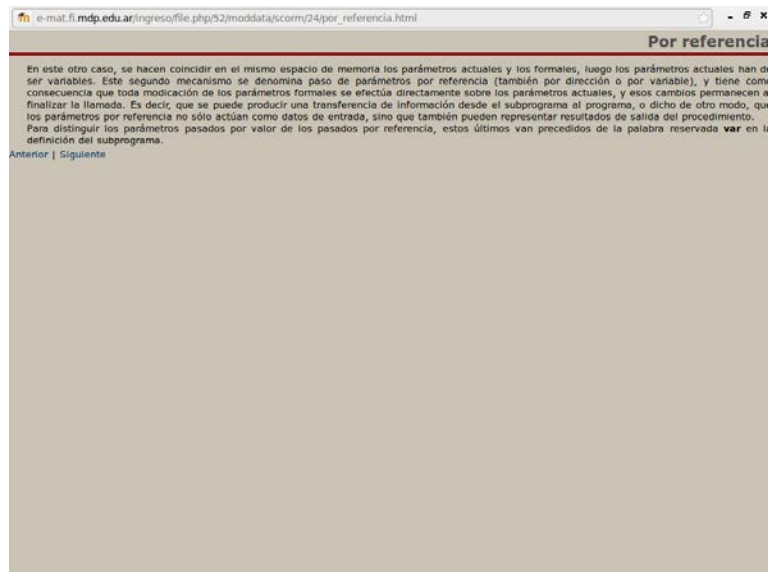 e-mat.fi.mdp.edu.ar/ingreso/file.php/52/moddata/scorm/24/por_referencia.html
Por referencia
En este otro caso, se hacen coincidir en el mismo espacio de memoria los parámetros actuales y los formales, luego los parámetros actuales han de
ser variables. Este segundo mecanismo se denomina paso de parámetros por referencia (también por dirección o por variable), y tiene como
consecuencia que toda modicación de los parámetros formales se efectúa directamente sobre los parámetros actuales, y esos cambios permanecen al
finalizar la llamada. Es decir, que se puede producir una transferencia de información desde el subprograma al programa, o dicho de otro modo, que
los parámetros por referencia no sólo actúan como datos de entrada, sino que también pueden representar resultados de salida del procedimiento.
Para distinguir los parámetros pasados por valor de los pasados por referencia, estos últimos van precedidos de la palabra reservada var en la
definición del subprograma.
Anterior | Siguiente